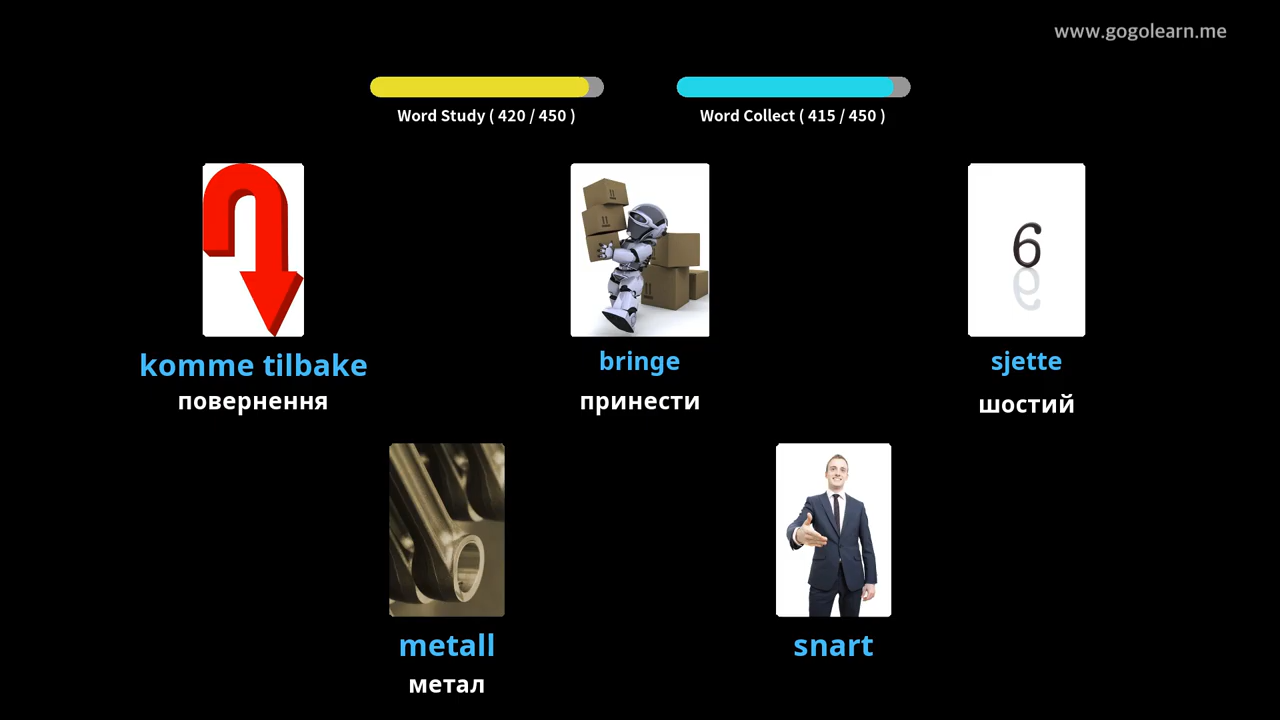 www.gogolearn.me
Word Study ( 420 / 450 )
Word Collect ( 415 / 450 )
6
komme tilbake
повернення
bringe
принести
sjette
шостий
metall
метал
snart